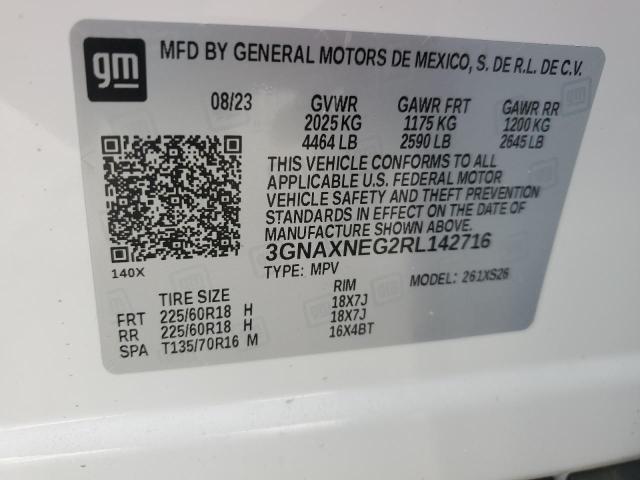 gm
MFD BY GENERAL MOTORS DE MEXICO, S. DE R.L. DE C.V.
08/23 GVWR GAWR FRT GAWR RR
2025 KG 1175 KG 1200 KG
4464 LB 2590 LB 2645 LB
THIS VEHICLE CONFORMS TO ALL
APPLICABLE U.S. FEDERAL MOTOR
VEHICLE SAFETY AND THEFT PREVENTION
STANDARDS IN EFFECT ON THE DATE OF
MANUFACTURE SHOWN ABOVE.
3GNAXNEG2RL142716
140X TYPE: MPV MODEL: 261XS26
TIRE SIZE RIM
FRT 225/60R18 H 18X7J
RR 225/60R18 H 18X7J
SPA T135/70R16 M 16X4BT